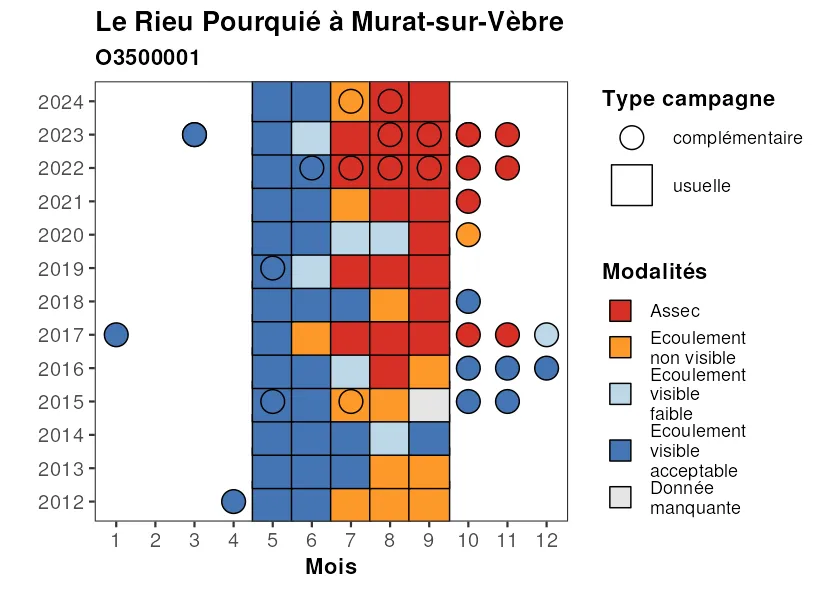 Le Rieu Pourquié à Murat-sur-Vèbre
O3500001
2024
2023
2022
2021
2020
2019
2018
2017
2016
2015
2014
2013
2012
1 2 3 4 5 6 7 8 9 10 11 12
Mois
Type campagne
complémentaire
usuelle
Modalités
Assec
Ecoulement
non visible
Ecoulement
visible
faible
Ecoulement
visible
acceptable
Donnée
manquante